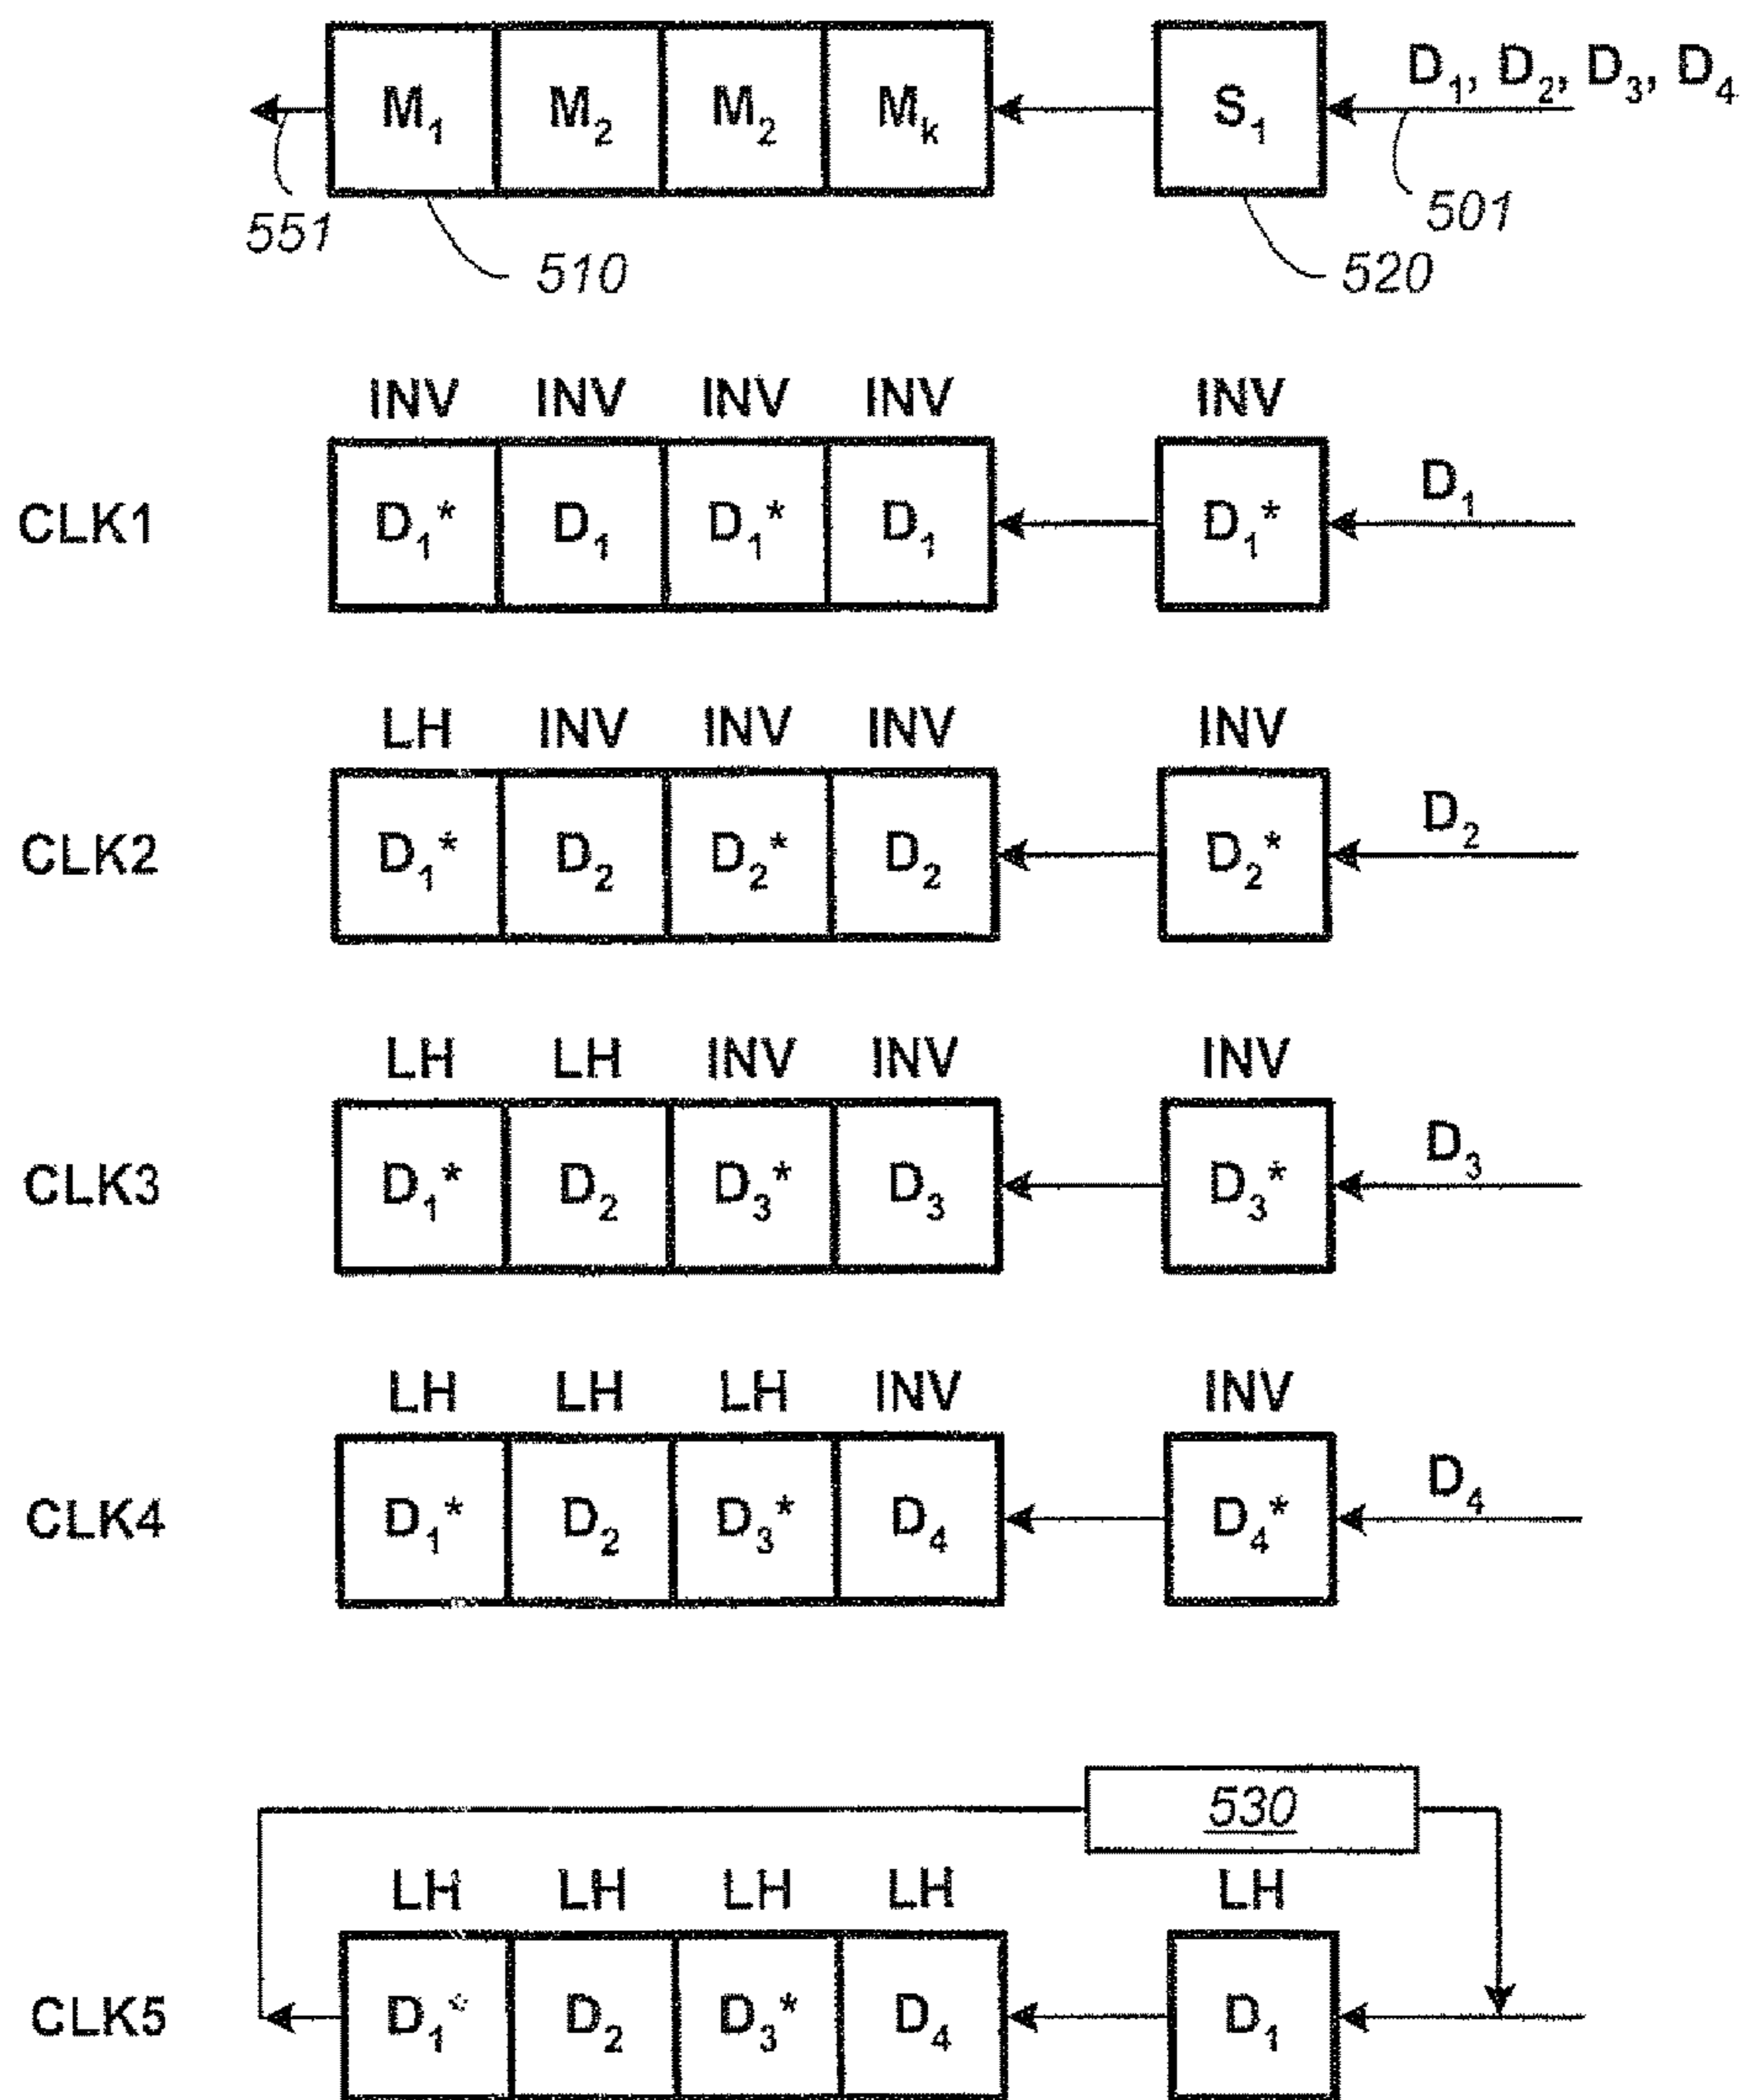 M₁ M₂ M₂ Mₖ S₁ D₁, D₂, D₃, D₄
551 510 520 501
INV INV INV INV INV
CLK1 D₁* D₁ D₁* D₁ D₁* D₁
LH INV INV INV INV
CLK2 D₁* D₂ D₂* D₂ D₂* D₂
LH LH INV INV INV
CLK3 D₁* D₂ D₃* D₃ D₃* D₃
LH LH LH INV INV
CLK4 D₁* D₂ D₃* D₄ D₄* D₄
530
LH LH LH LH LH
CLK5 D₁* D₂ D₃* D₄ D₁